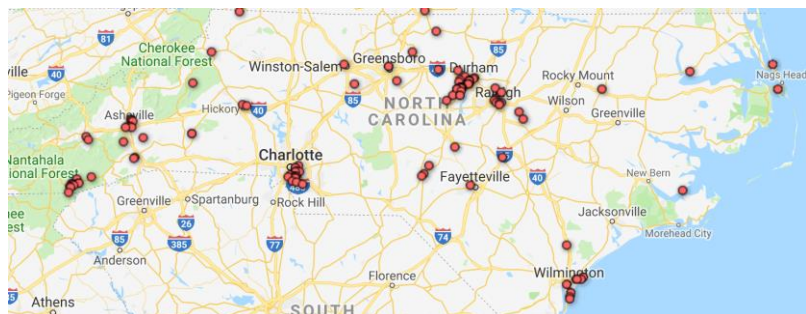 81
Cherokee
National Forest
40
Pigeon Forge
Winston-Salem
Greensboro
85
Durham
Raleigh
85
Rocky Mount
Nags Head
Wilson
Greenville
Hickory
40
NORTH
CAROLINA
Asheville
Charlotte
Nantahala
National Forest
Fayetteville
40
New Bern
Greenville
Spartanburg
Rock Hill
26
85
385
77
74
Jacksonville
Morehead City
Anderson
Florence
Wilmington
Athens
SOUTH